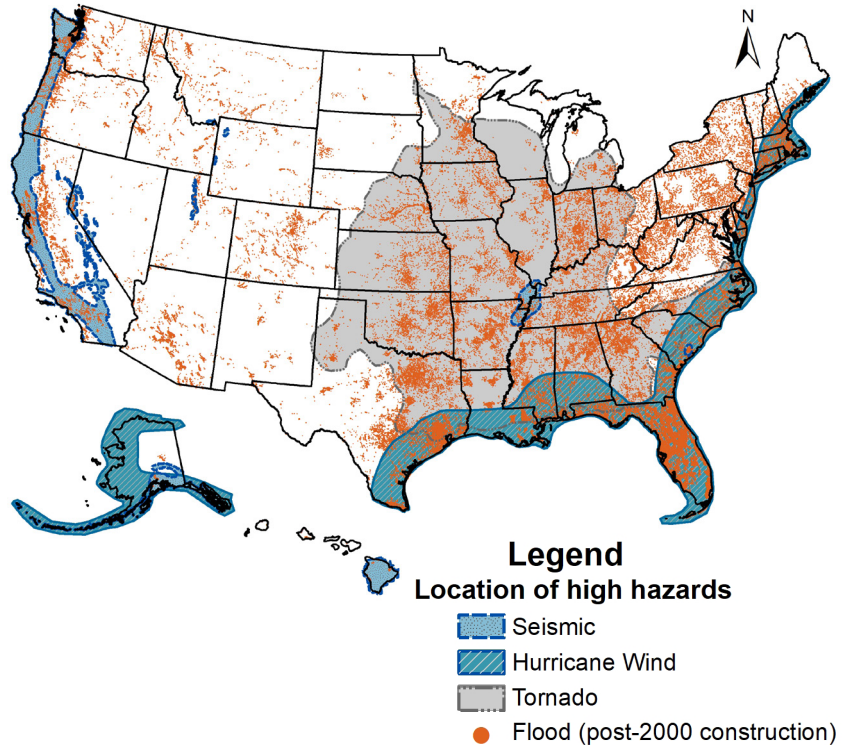 N
Legend
Location of high hazards
Seismic
Hurricane Wind
Tornado
Flood (post-2000 construction)